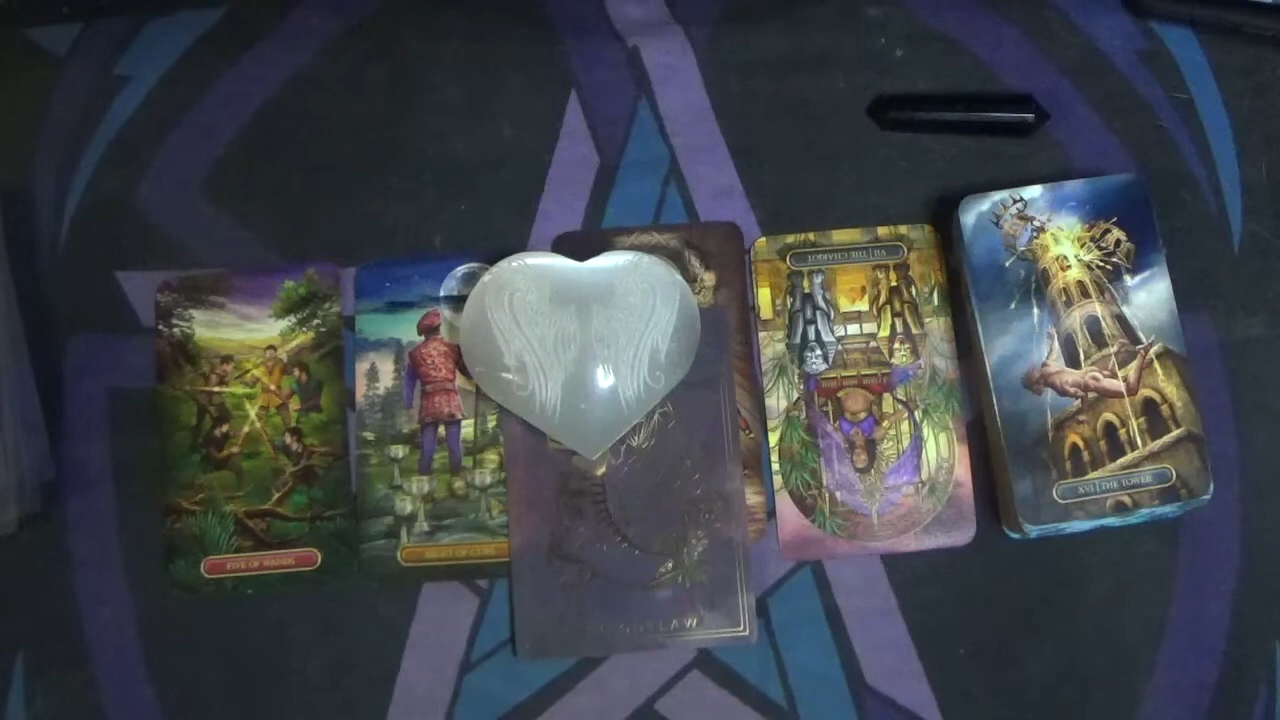 FIVE OF WANDS
EIGHT OF CUPS
VII | THE CHARIOT
XVI | THE TOWER